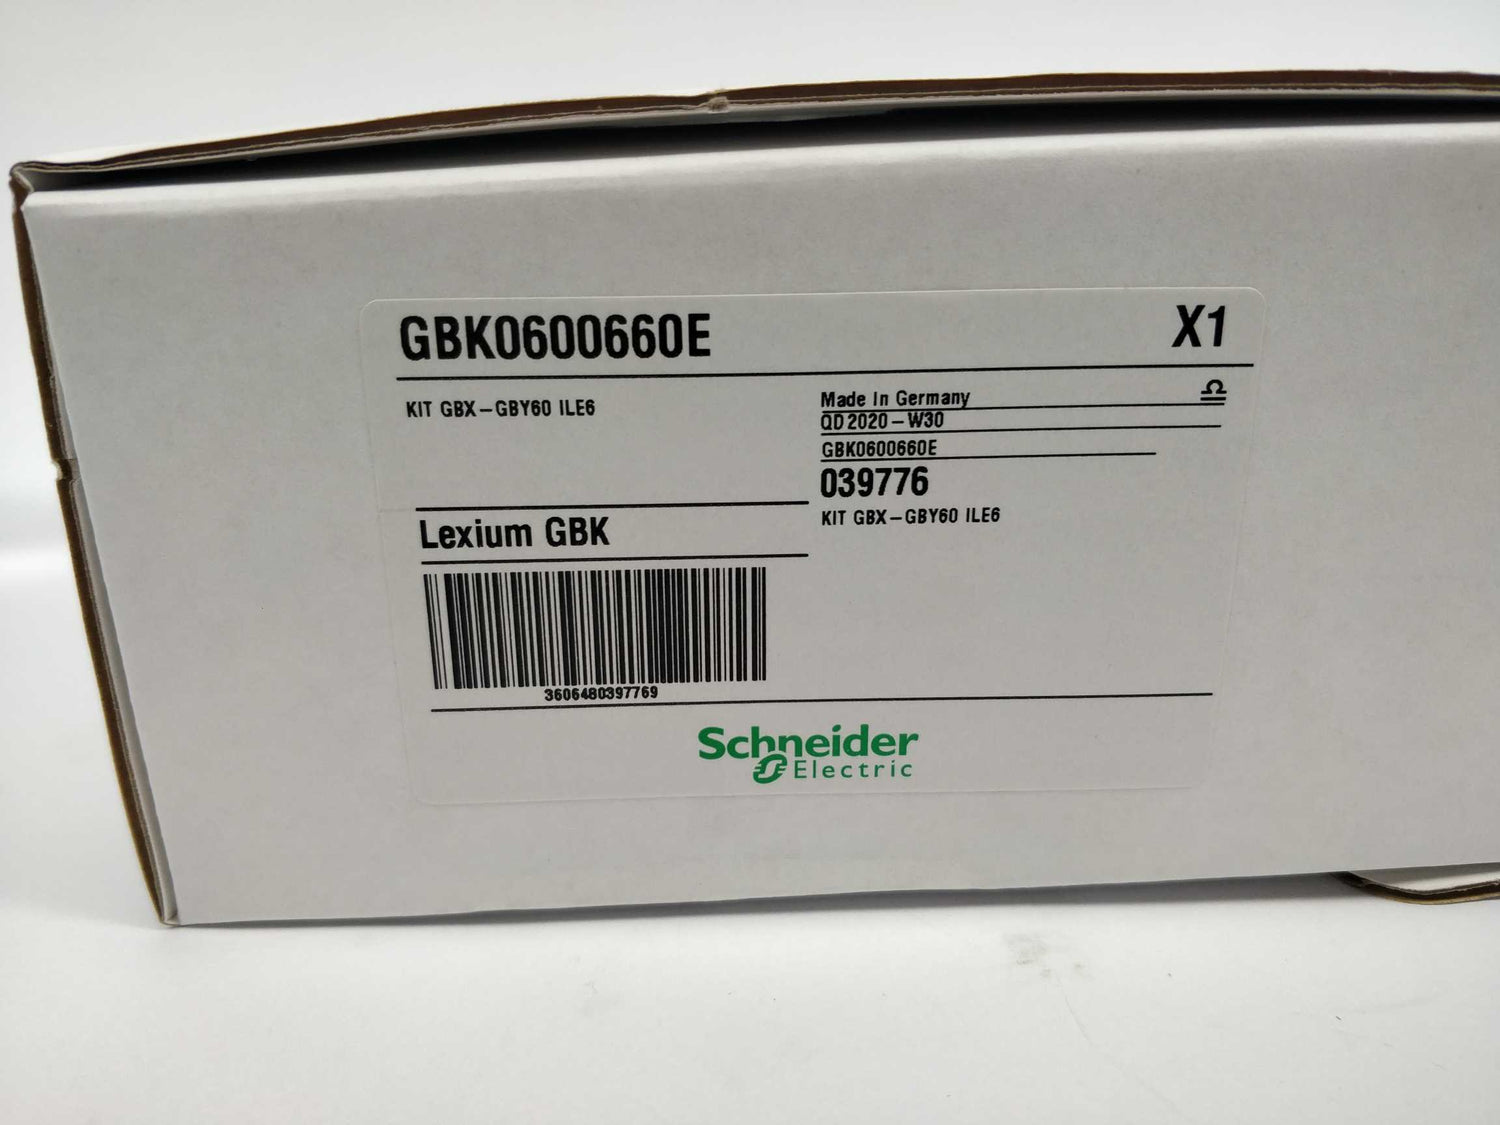 GBK0600660E X1
KIT GBX-GBY60 ILE6
Made In Germany
QD 2020-W30
GBK0600660E
039776
KIT GBX-GBY60 ILE6
Lexium GBK
3606480397769
Schneider
Electric